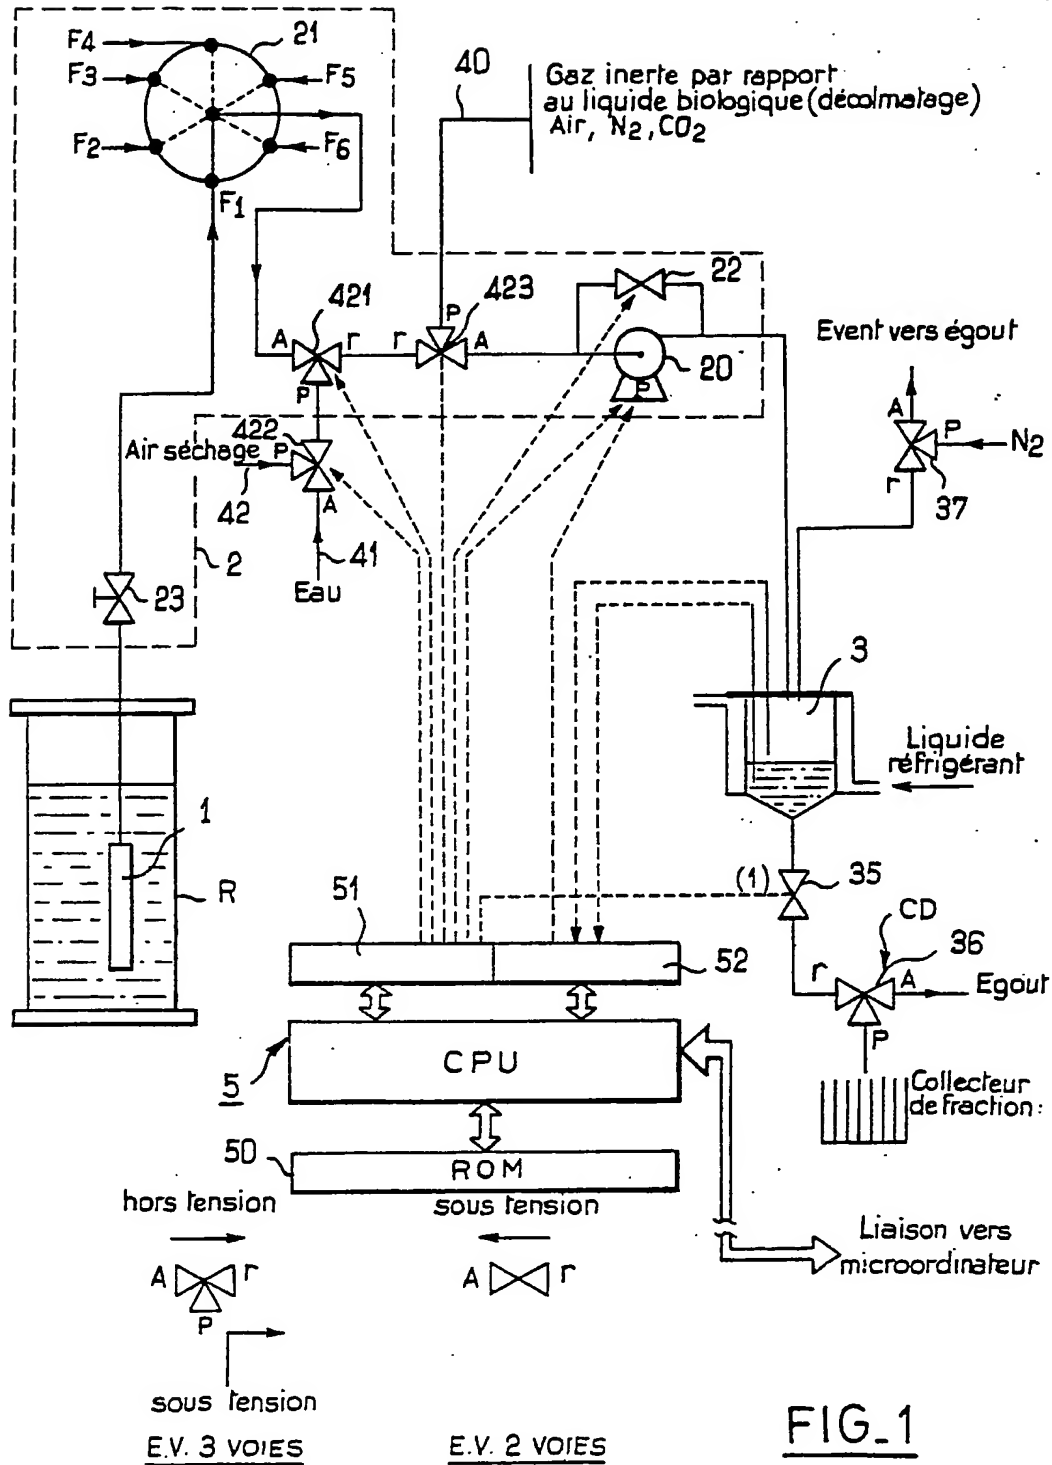 F4
21
F3
F5
F2
F6
F1
40
Gaz inerte par rapport
au liquide biologique (décolmatage)
Air, N2, CO2
421
A
r
P
423
r
P
A
22
20
P
Event vers égout
A
P
N2
r
37
Air séchage
422
P
A
42
41
Eau
2
23
3
Liquide
réfrigérant
1
R
(1)
35
CD
36
r
A
Egout
P
51
52
5
CPU
50
ROM
Collecteur
de fraction :
hors tension
sous tension
A
r
P
A
r
Liaison vers
microordinateur
sous tension
E.V. 3 VOIES
E.V. 2 VOIES
FIG_1